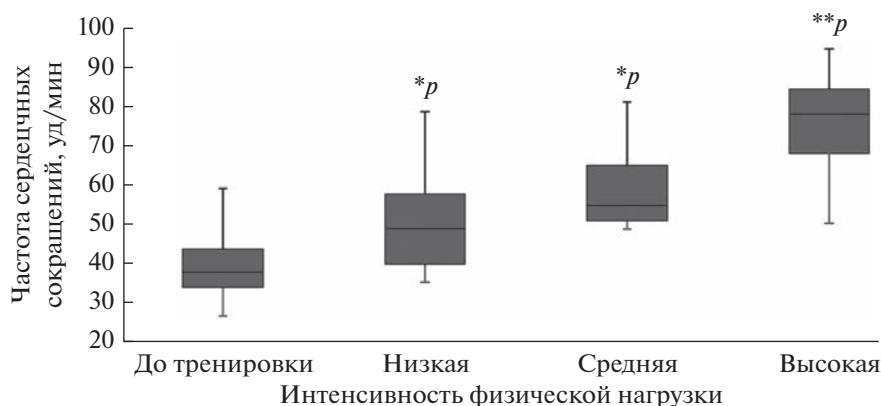 Частота сердецчных
сокращений, уд/мин
100
90
80
70
60
50
40
30
20
*p
*p
**p
До тренировки
Низкая
Средняя
Высокая
Интенсивность физической нагрузки